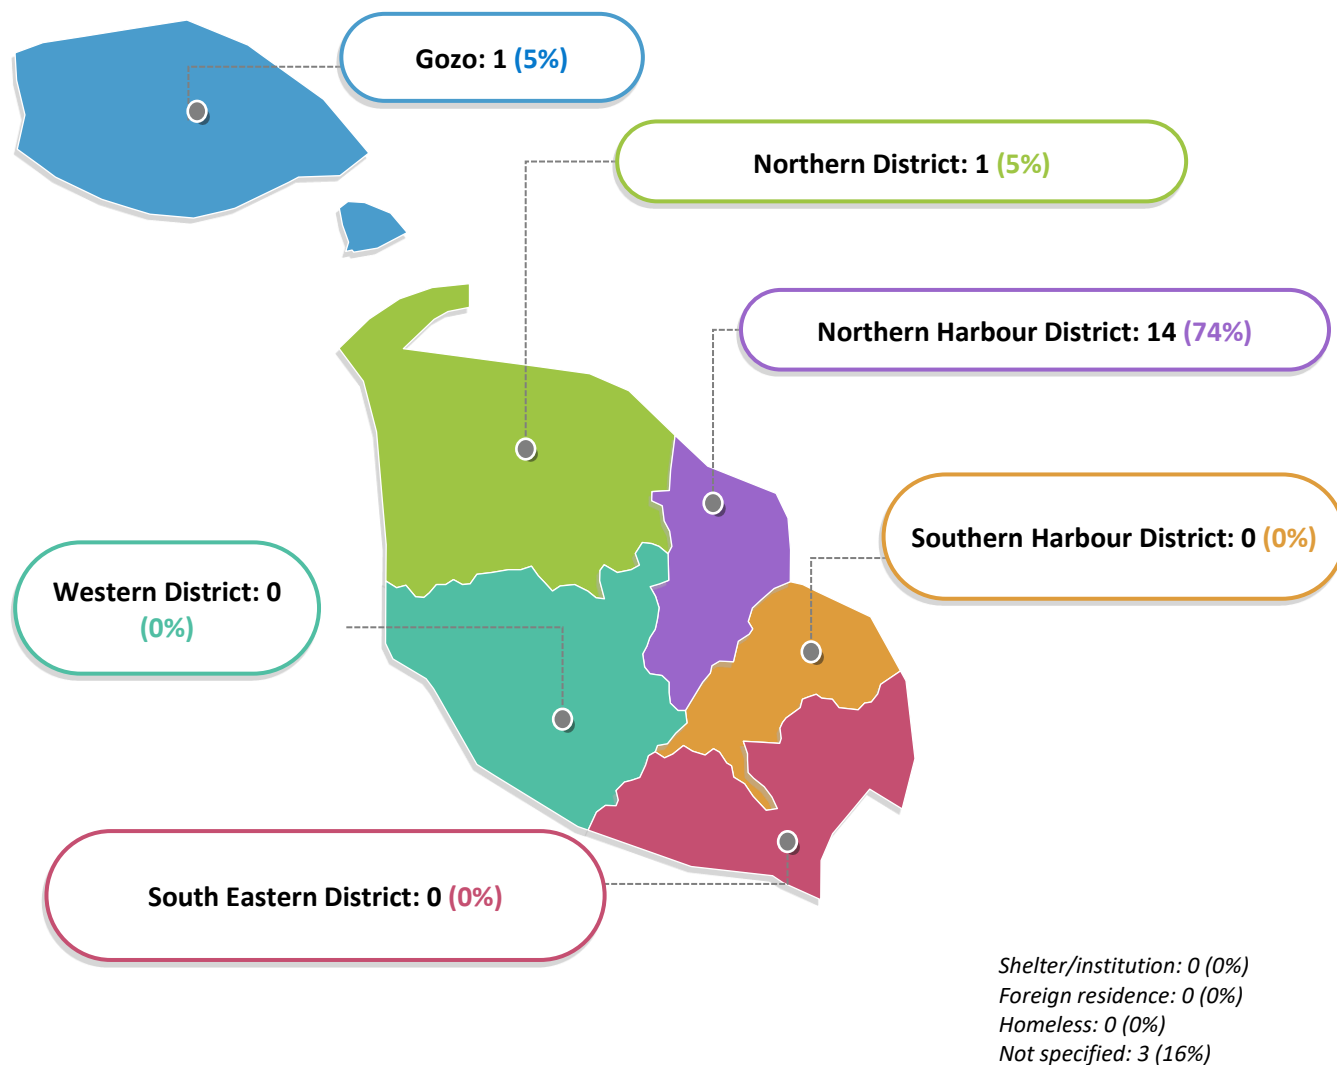 Gozo: 1 (5%)
Northern District: 1 (5%)
Northern Harbour District: 14 (74%)
Southern Harbour District: 0 (0%)
Western District: 0
(0%)
South Eastern District: 0 (0%)
Shelter/institution: 0 (0%)
Foreign residence: 0 (0%)
Homeless: 0 (0%)
Not specified: 3 (16%)